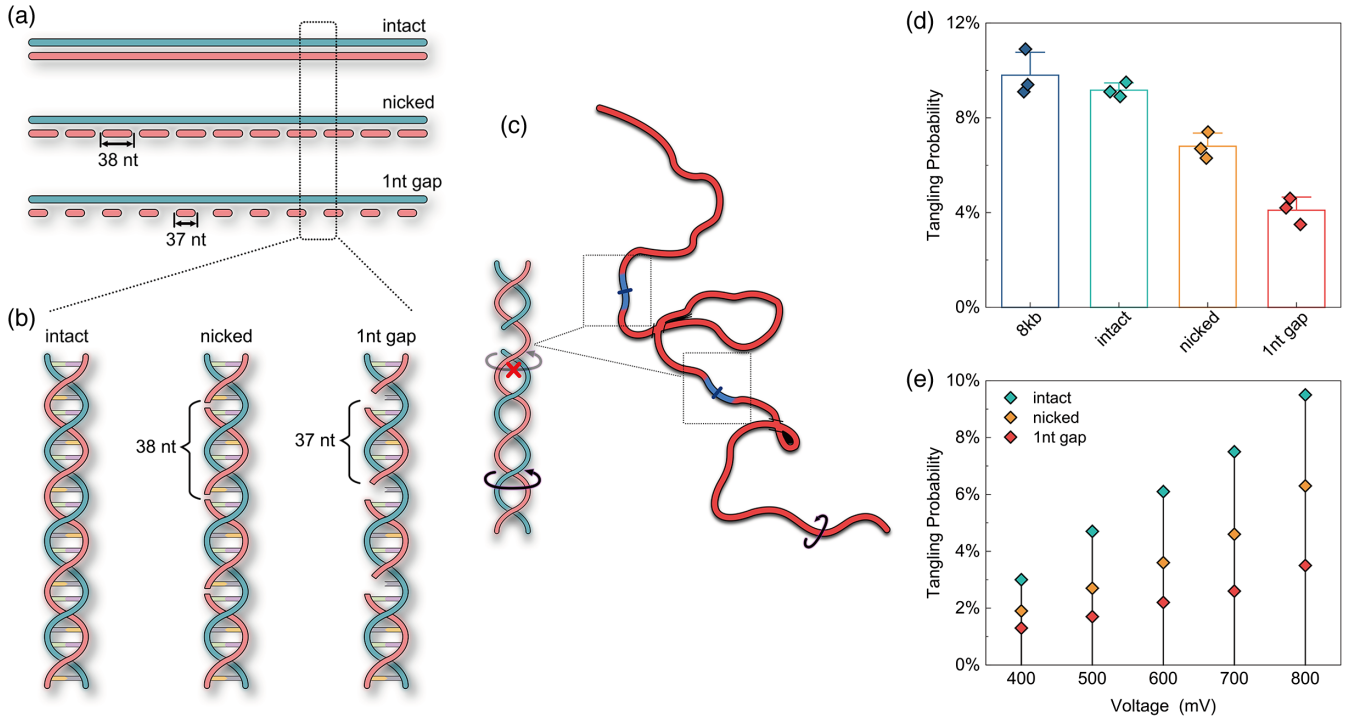 (a)
intact
nicked
38 nt
1nt gap
37 nt
(b)
intact
nicked
1nt gap
38 nt
37 nt
(c)
(d)
12%
8%
4%
0%
Tangling Probability
8kb
intact
nicked
1nt gap
(e)
10%
8%
6%
4%
2%
0%
Tangling Probability
intact
nicked
1nt gap
400
500
600
700
800
Voltage (mV)